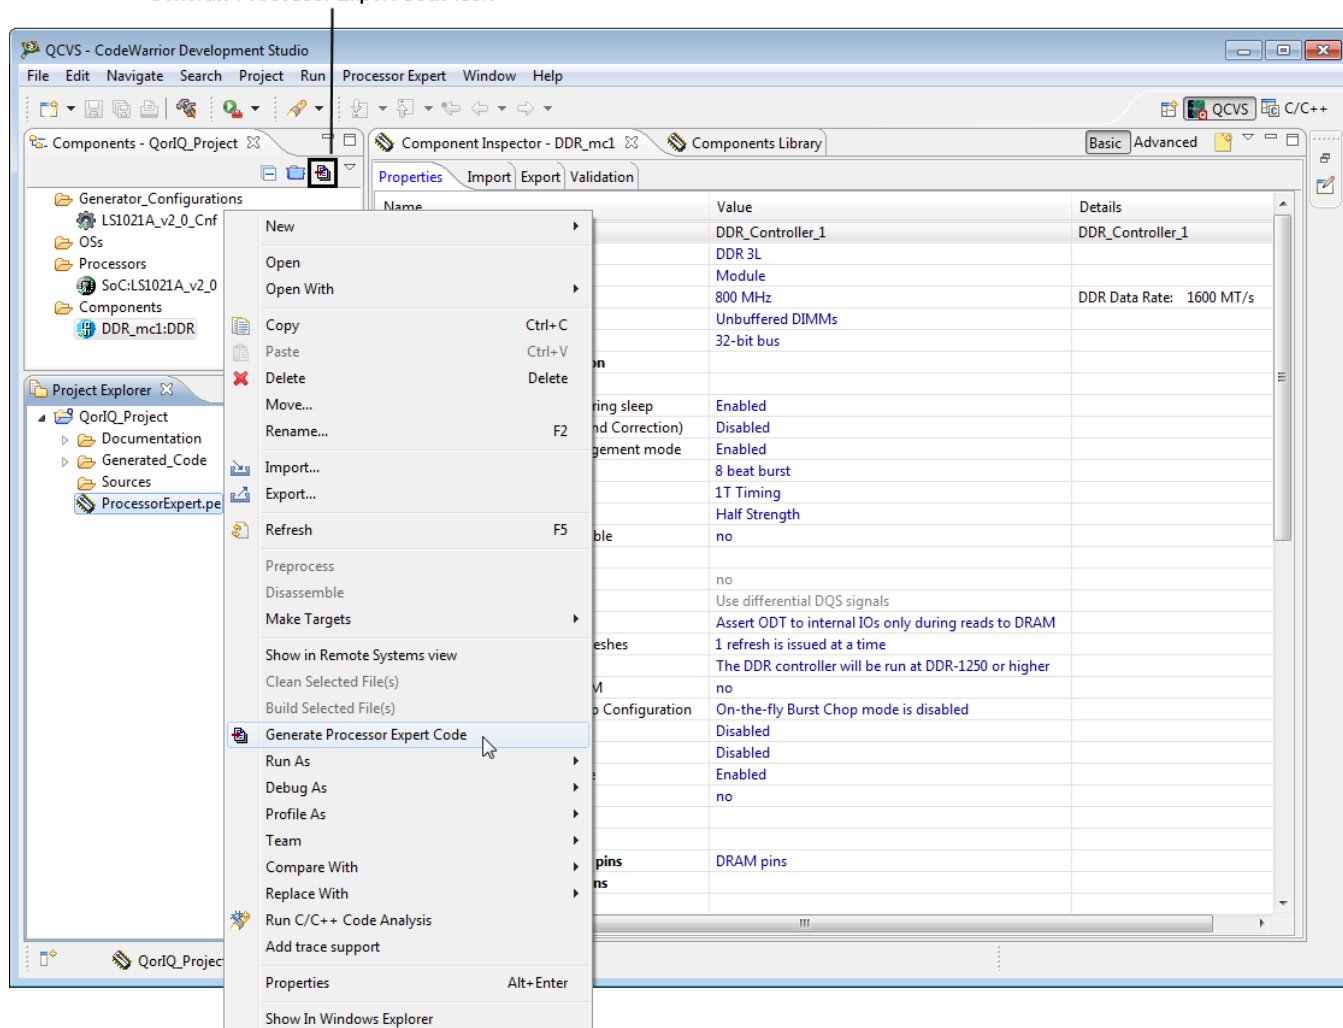 QCVS - CodeWarrior Development Studio
File Edit Navigate Search Project Run Processor Expert Window Help
QCVS C/C++
Components - QorIQ_Project
Component Inspector - DDR_mc1 Components Library Basic Advanced
Properties Import Export Validation
Generator_Configurations
LS1021A_v2_0_Cnf
OSs
Processors
SoC:LS1021A_v2_0
Components
DDR_mc1:DDR
Project Explorer
QorIQ_Project
Documentation
Generated_Code
Sources
ProcessorExpert.pe
QorIQ_Projec
New
Open
Open With
Copy Ctrl+C
Paste Ctrl+V
Delete Delete
Move...
Rename... F2
Import...
Export...
Refresh F5
Preprocess
Disassemble
Make Targets
Show in Remote Systems view
Clean Selected File(s)
Build Selected File(s)
Generate Processor Expert Code
Run As
Debug As
Profile As
Team
Compare With
Replace With
Run C/C++ Code Analysis
Add trace support
Properties Alt+Enter
Show In Windows Explorer
Name Value Details
DDR_Controller_1 DDR_Controller_1
DDR 3L
Module
800 MHz DDR Data Rate: 1600 MT/s
Unbuffered DIMMs
32-bit bus
on
ring sleep Enabled
nd Correction) Disabled
gement mode Enabled
8 beat burst
1T Timing
Half Strength
ble no
no
Use differential DQS signals
Assert ODT to internal IOs only during reads to DRAM
eshes 1 refresh is issued at a time
The DDR controller will be run at DDR-1250 or higher
M no
p Configuration On-the-fly Burst Chop mode is disabled
Disabled
Disabled
Enabled
no
pins DRAM pins
ns